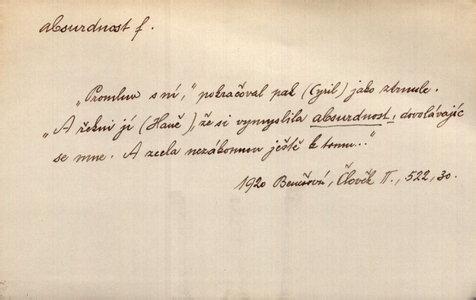 absurdnost f.
„Promluv s ní,“ pokračoval pak (Cyril) jako ztrnule.
„A řekni jí (Haně), že si vymyslila absurdnost, dovolávajíc
se mne. A zcela nezákonnou ještě k tomu..“
1920 Benešová, Člověk II., 522, 30.